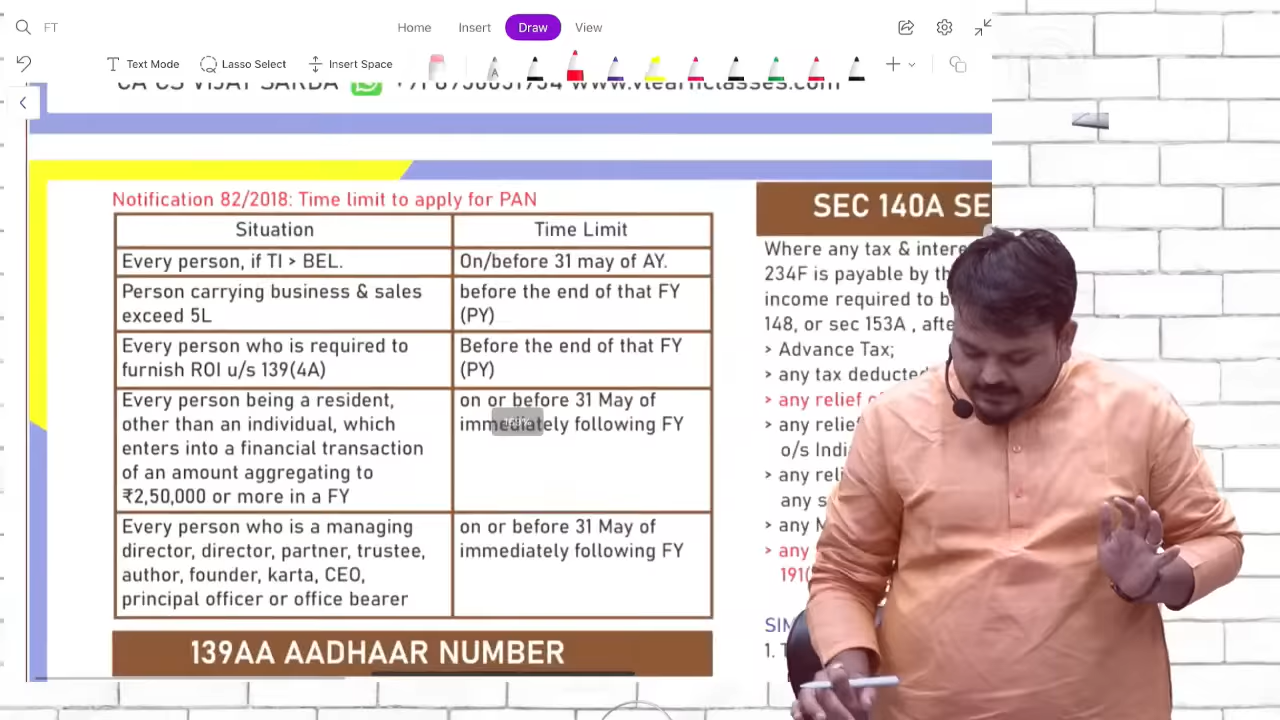 FT
Home Insert Draw View
Text Mode Lasso Select Insert Space
CA CS VIJAY SARDA www.vlearnclasses.com
Notification 82/2018: Time limit to apply for PAN
Situation Time Limit
Every person, if TI > BEL. On/before 31 may of AY.
Person carrying business & sales
exceed 5L
before the end of that FY
(PY)
Every person who is required to
furnish ROI u/s 139(4A)
Before the end of that FY
(PY)
Every person being a resident,
other than an individual, which
enters into a financial transaction
of an amount aggregating to
₹2,50,000 or more in a FY
on or before 31 May of
immediately following FY
Every person who is a managing
director, director, partner, trustee,
author, founder, karta, CEO,
principal officer or office bearer
on or before 31 May of
immediately following FY
139AA AADHAAR NUMBER
SEC 140A SE
Where any tax & intere
234F is payable by th
income required to b
148, or sec 153A , afte
> Advance Tax;
> any tax deducted
> any relief o
> any relie
o/s Indi
> any reli
any s
> any M
> any
191(
SIM
1. T